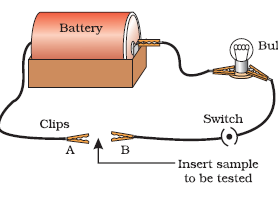 Battery
Bul
Clips
Switch
A
B
Insert sample
to be tested